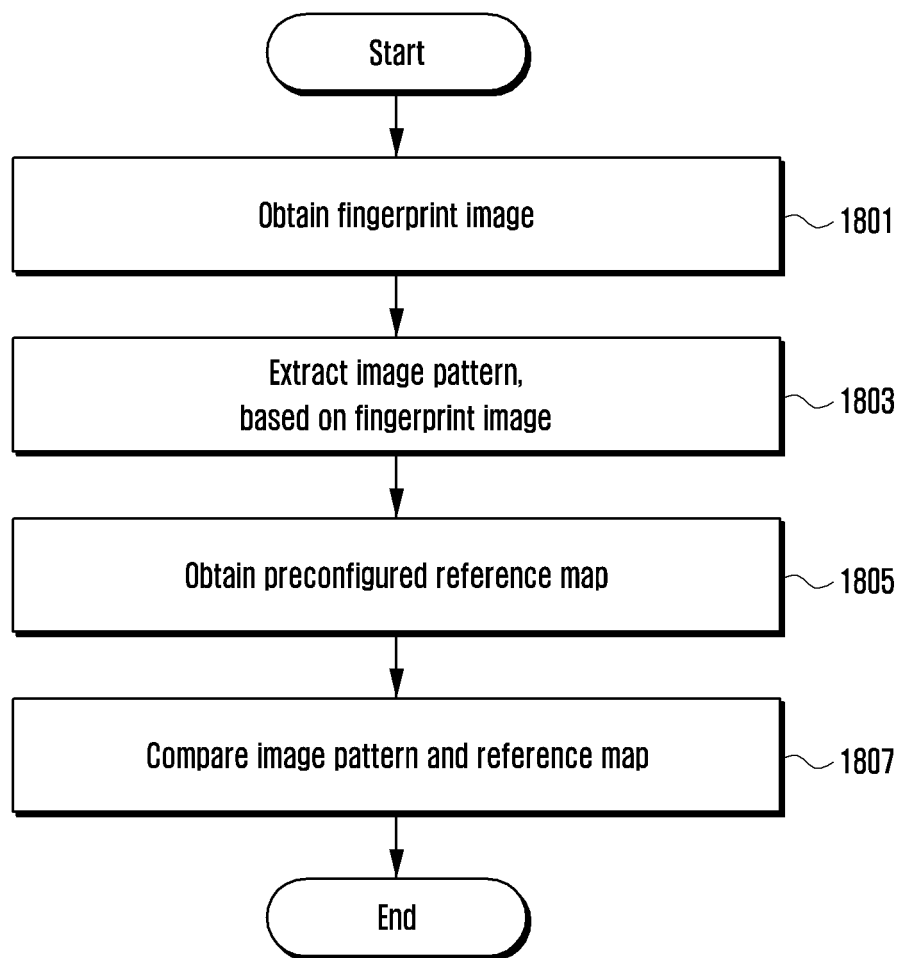 Start
Obtain fingerprint image
1801
Extract image pattern,
based on fingerprint image
1803
Obtain preconfigured reference map
1805
Compare image pattern and reference map
1807
End